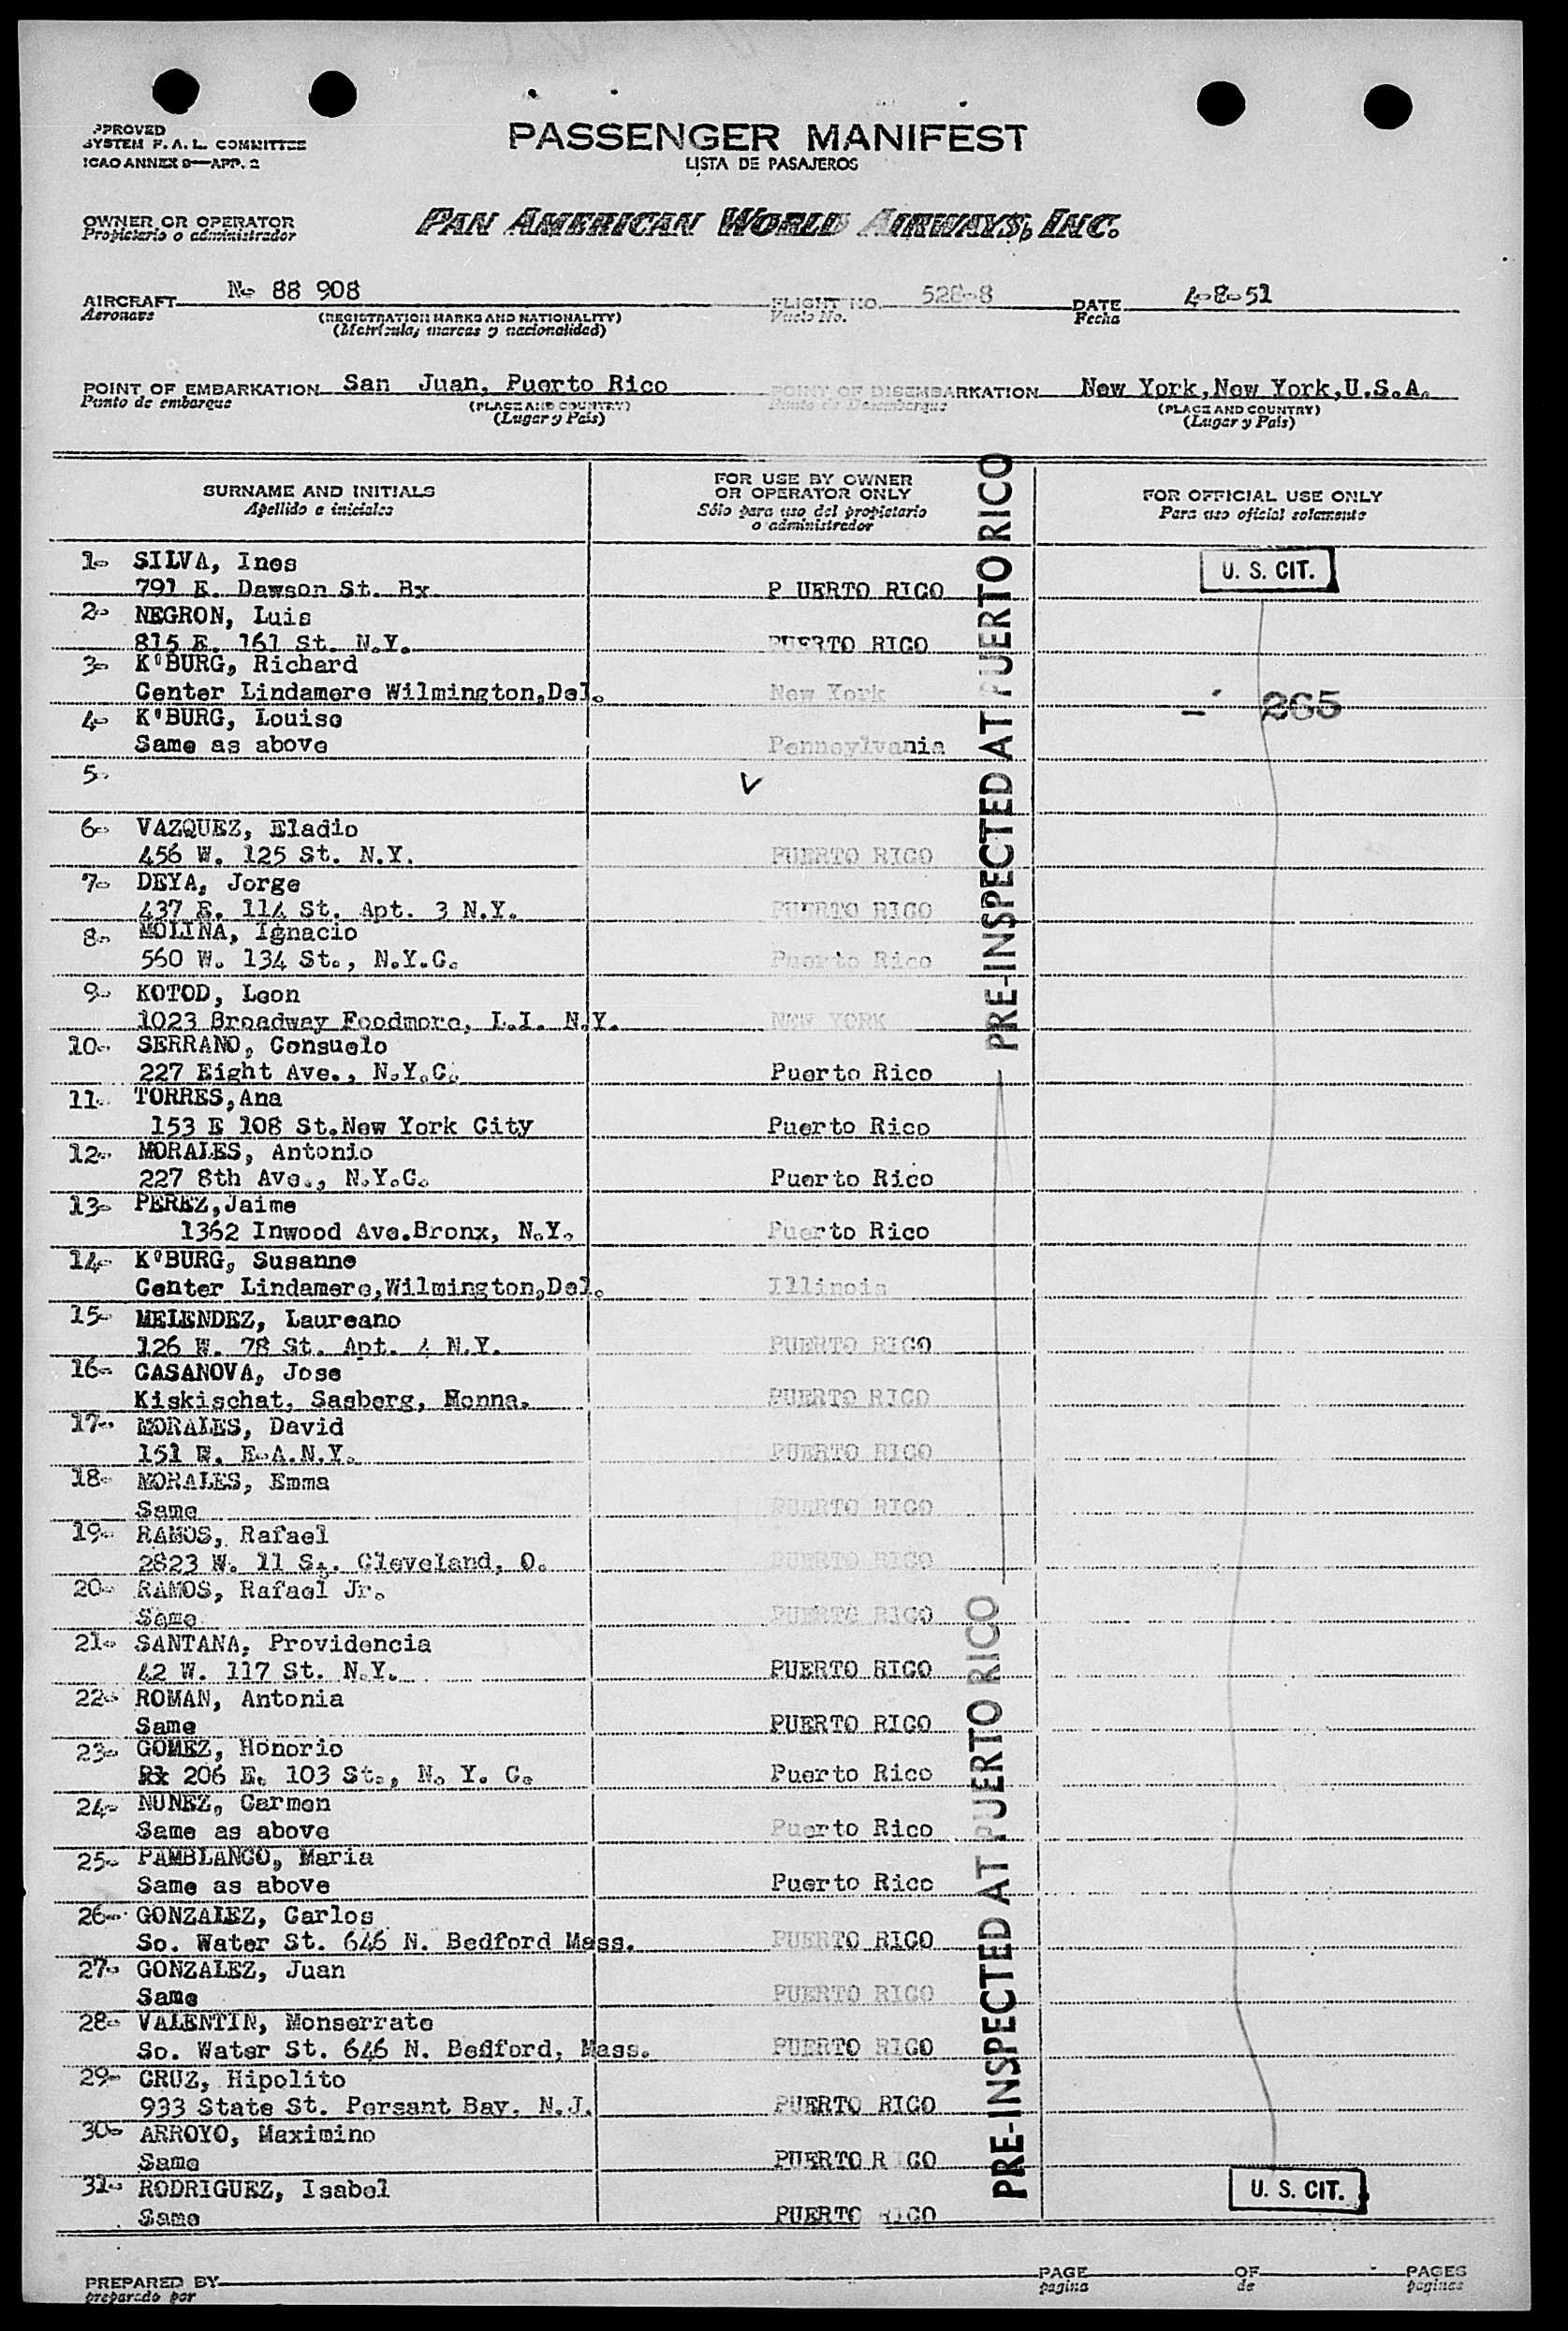 PPROVED
SYSTEM F. A. L. COMMITTEE
ICAO ANNEX 9—APP. 2
PASSENGER MANIFEST
LISTA DE PASAJEROS
OWNER OR OPERATOR
Propietario o administrador
PAN AMERICAN WORLD AIRWAYS, INC.
AIRCRAFT N- 88 908 FLIGHT NO. 528-8 DATE 4-8-51
Aeronave (REGISTRATION MARKS AND NATIONALITY) Vuelo No. Fecha
(Matrícula, marcas y nacionalidad)
POINT OF EMBARKATION San Juan, Puerto Rico POINT OF DISEMBARKATION New York, New York, U.S.A.
Punto de embarque (PLACE AND COUNTRY) Punto de Desembarque (PLACE AND COUNTRY)
(Lugar y País) (Lugar y País)
SURNAME AND INITIALS
Apellido e iniciales
FOR USE BY OWNER
OR OPERATOR ONLY
Sólo para uso del propietario
o administrador
FOR OFFICIAL USE ONLY
Para uso oficial solamente
PRE-INSPECTED AT PUERTO RICO
1- SILVA, Ines U. S. CIT.
791 E. Dawson St. Bx P UERTO RICO
2- NEGRON, Luis
815 E. 161 St. N.Y. PUERTO RICO
3- K'BURG, Richard
Center Lindamere Wilmington, Del. New York
265
4- K'BURG, Louise
Same as above Pennsylvania
5-
6- VAZQUEZ, Eladio
456 W. 125 St. N.Y. PUERTO RICO
7- DEYA, Jorge
437 E. 114 St. Apt. 3 N.Y. PUERTO RICO
8- MOLINA, Ignacio
560 W. 134 St., N.Y.C. Puerto Rico
9- KOTOD, Leon
1023 Broadway Foodmore, L.I. N.Y. NEW YORK
10- SERRANO, Consuelo
227 Eight Ave., N.Y.C. Puerto Rico
11- TORRES, Ana
153 E 108 St. New York City Puerto Rico
12- MORALES, Antonio
227 8th Ave., N.Y.C. Puerto Rico
13- PEREZ, Jaime
1362 Inwood Ave. Bronx, N.Y. Puerto Rico
14- K'BURG, Susanne
Center Lindamere, Wilmington, Del. Illinois
15- MELENDEZ, Laureano
126 W. 78 St. Apt. 4 N.Y. PUERTO RICO
16- CASANOVA, Jose
Kiskischat, Sasberg, Henna. PUERTO RICO
17- MORALES, David
151 W. E.A.N.Y. PUERTO RICO
18- MORALES, Emma
Same PUERTO RICO
19- RAMOS, Rafael
2823 W. 11 St. Cleveland, O. PUERTO RICO
20- RAMOS, Rafael Jr.
Same PUERTO RICO
PRE-INSPECTED AT PUERTO RICO
21- SANTANA, Providencia
42 W. 117 St. N.Y. PUERTO RICO
22- ROMAN, Antonia
Same PUERTO RICO
23- GOMEZ, Honorio
206 E. 103 St., N. Y. C. Puerto Rico
24- NUNEZ, Carmen
Same as above Puerto Rico
25- PAMBLANCO, Maria
Same as above Puerto Rico
26- GONZALEZ, Carlos
So. Water St. 646 N. Bedford Mass. PUERTO RICO
27- GONZALEZ, Juan
Same PUERTO RICO
28- VALENTIN, Monserrate
So. Water St. 646 N. Bedford, Mass. PUERTO RICO
29- CRUZ, Hipolito
933 State St. Persant Bay, N.J. PUERTO RICO
30- ARROYO, Maximino
Same PUERTO R CO
31- RODRIGUEZ, Isabel U. S. CIT.
Same PUERTO RICO
PREPARED BY PAGE OF PAGES
preparado por página de páginas